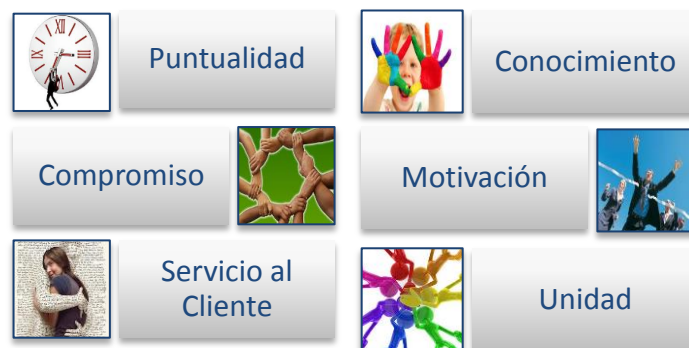 Puntualidad
Conocimiento
Compromiso
Motivación
Servicio al
Cliente
Unidad